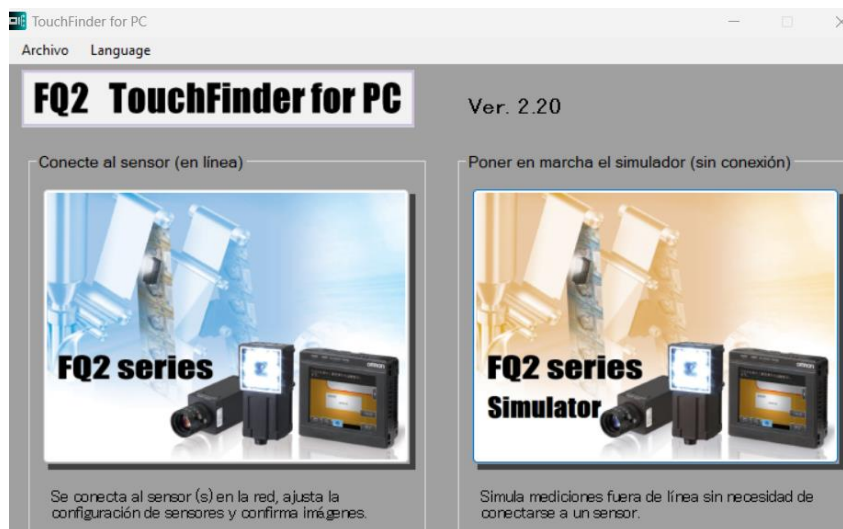 TouchFinder for PC
Archivo Language
FQ2 TouchFinder for PC
Ver. 2.20
Conecte al sensor (en línea)
FQ2 series
omron
Se conecta al sensor (s) en la red, ajusta la
configuración de sensores y confirma imágenes.
Poner en marcha el simulador (sin conexión)
FQ2 series
Simulator
omron
Simula mediciones fuera de línea sin necesidad de
conectarse a un sensor.